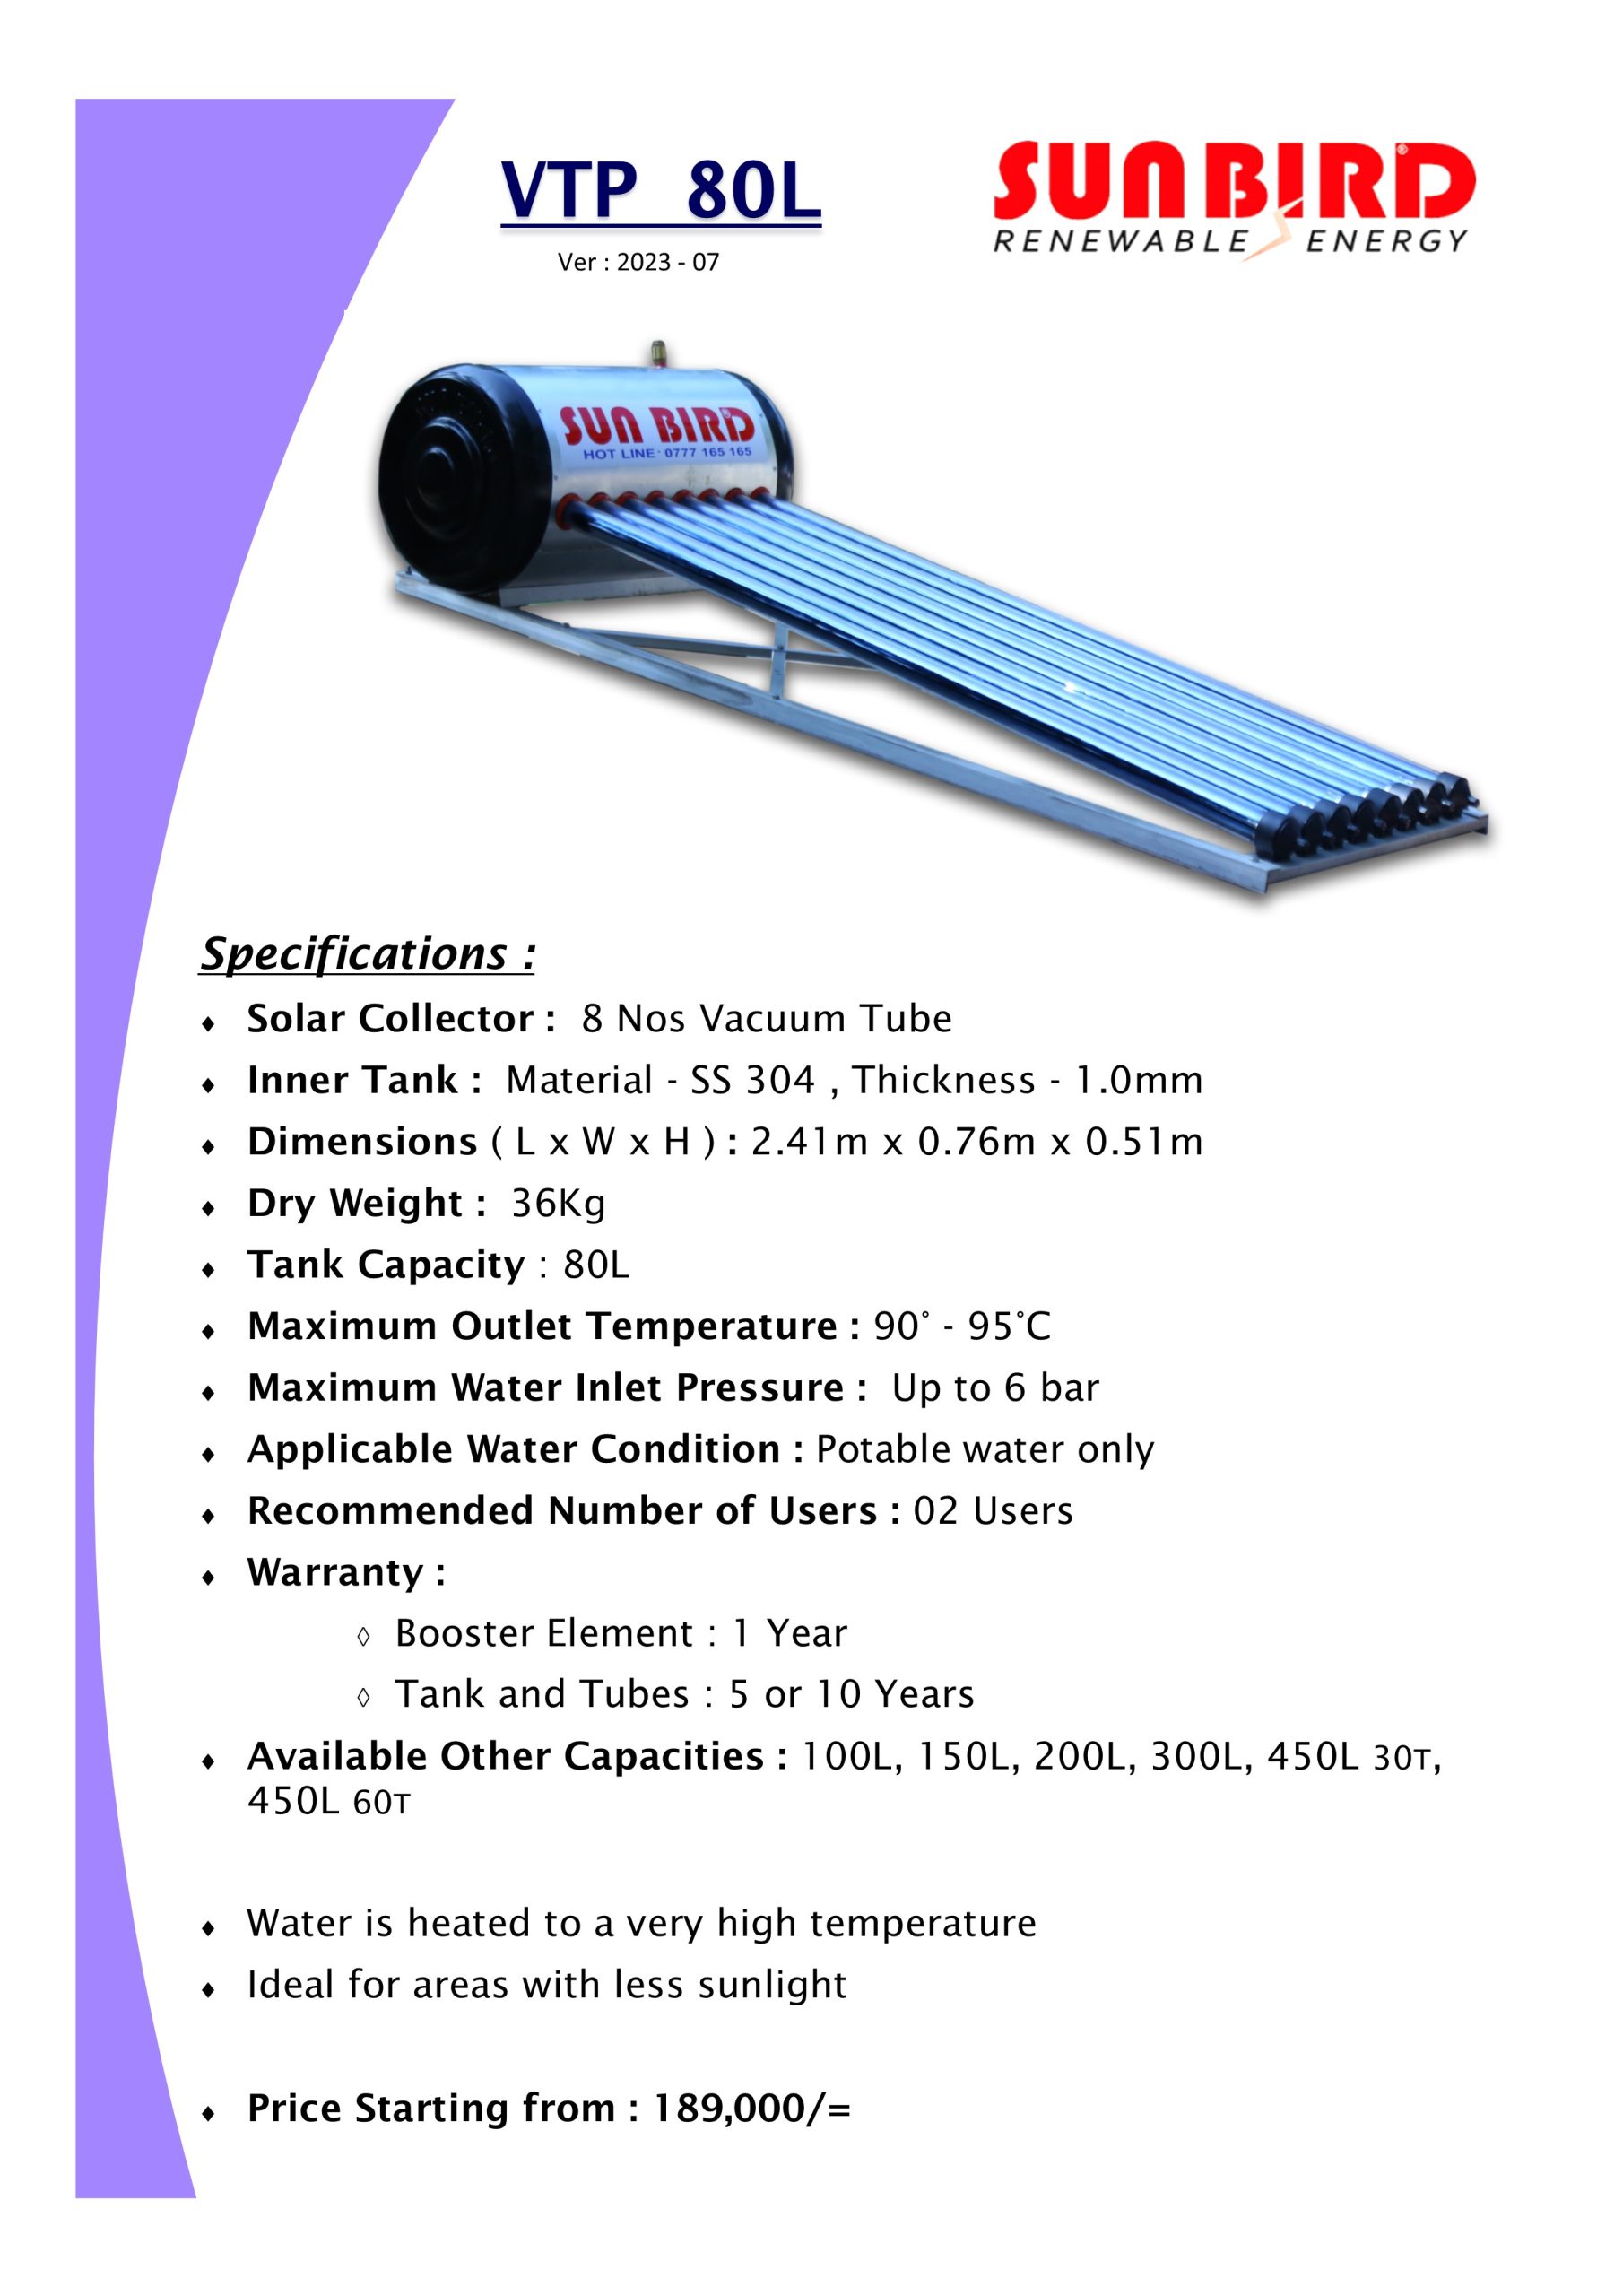 VTP 80L
Ver : 2023 - 07
SUN BIRD®
RENEWABLE ENERGY
SUN BIRD®
HOT LINE· 0777 165 165
Specifications :
♦ Solar Collector : 8 Nos Vacuum Tube
♦ Inner Tank : Material - SS 304 , Thickness - 1.0mm
♦ Dimensions ( L x W x H ) : 2.41m x 0.76m x 0.51m
♦ Dry Weight : 36Kg
♦ Tank Capacity : 80L
♦ Maximum Outlet Temperature : 90˚ - 95˚C
♦ Maximum Water Inlet Pressure : Up to 6 bar
♦ Applicable Water Condition : Potable water only
♦ Recommended Number of Users : 02 Users
♦ Warranty :
◊ Booster Element : 1 Year
◊ Tank and Tubes : 5 or 10 Years
♦ Available Other Capacities : 100L, 150L, 200L, 300L, 450L 30T,
450L 60T
♦ Water is heated to a very high temperature
♦ Ideal for areas with less sunlight
♦ Price Starting from : 189,000/=